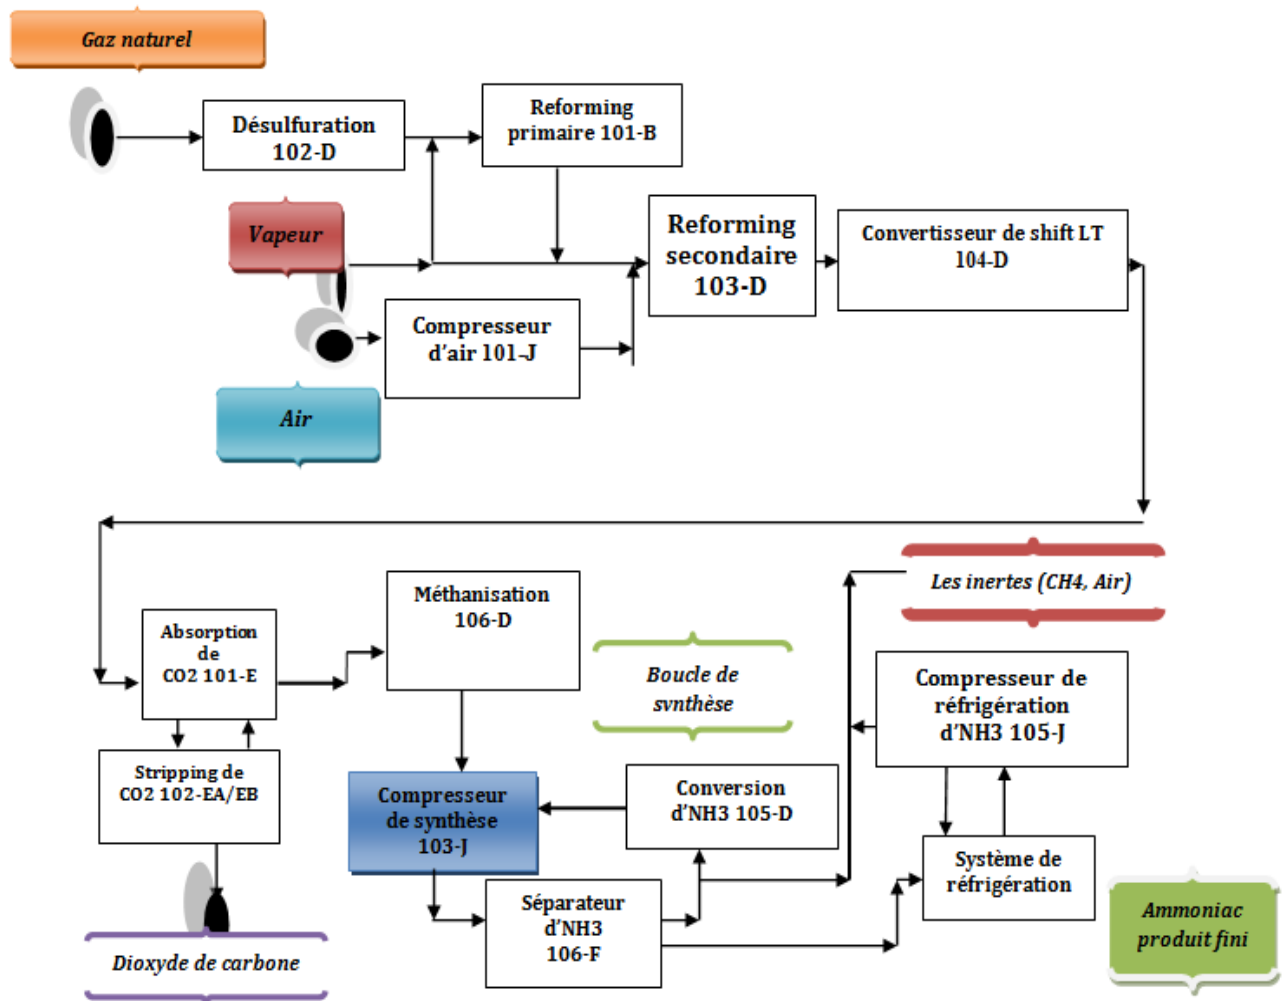 Gaz naturel
Désulfuration
102-D
Reforming
primaire 101-B
Vapeur
Reforming
secondaire
103-D
Convertisseur de shift LT
104-D
Compresseur
d'air 101-J
Air
Les inertes (CH4, Air)
Méthanisation
106-D
Absorption
de
CO2 101-E
Boucle de
svnthèse
Compresseur de
réfrigération
d'NH3 105-J
Stripping de
CO2 102-EA/EB
Compresseur
de synthèse
103-J
Conversion
d'NH3 105-D
Système de
réfrigération
Séparateur
d'NH3
106-F
Ammoniac
produit fini
Dioxyde de carbone